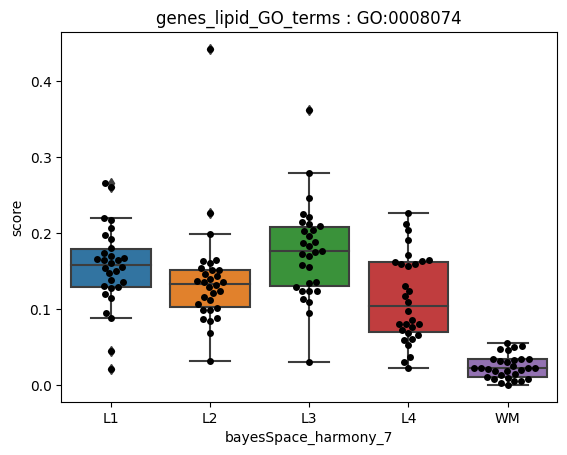 genes_lipid_GO_terms : GO:0008074
0.4
0.3
0.2
0.1
0.0
score
L1 L2 L3 L4 WM
bayesSpace_harmony_7